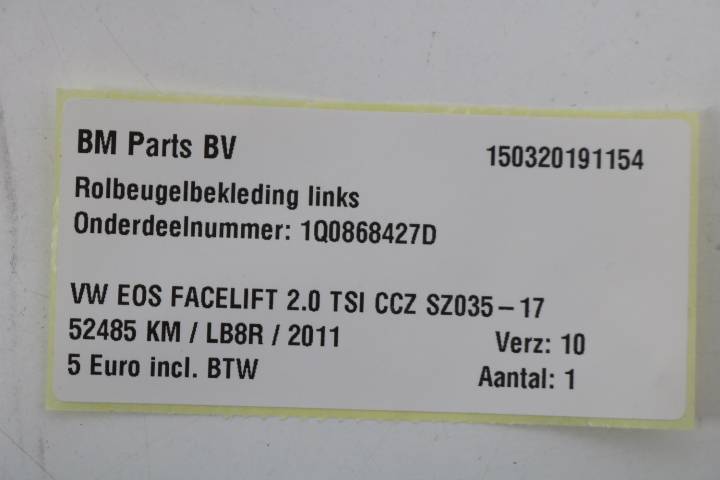 BM Parts BV 150320191154
Rolbeugelbekleding links
Onderdeelnummer: 1Q0868427D
VW EOS FACELIFT 2.0 TSI CCZ SZ035-17
52485 KM / LB8R / 2011 Verz: 10
5 Euro incl. BTW Aantal: 1